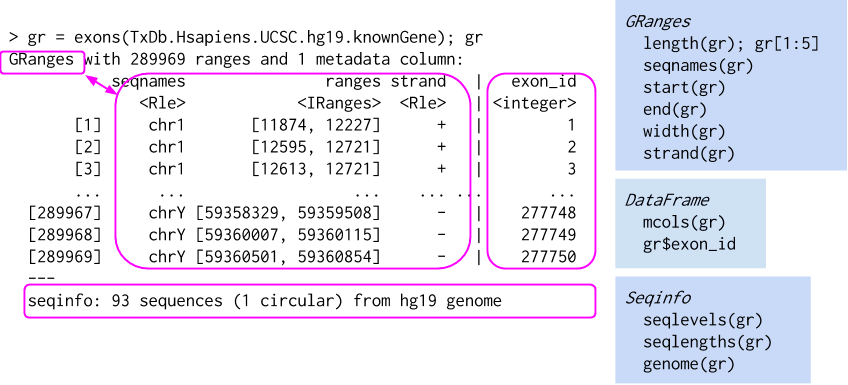 > gr = exons(TxDb.Hsapiens.UCSC.hg19.knownGene); gr
GRanges with 289969 ranges and 1 metadata column:
seqnames ranges strand | exon_id
<Rle> <IRanges> <Rle> | <integer>
[1] chr1 [11874, 12227] + | 1
[2] chr1 [12595, 12721] + | 2
[3] chr1 [12613, 12721] + | 3
... ... ... ... ... ...
[289967] chrY [59358329, 59359508] - | 277748
[289968] chrY [59360007, 59360115] - | 277749
[289969] chrY [59360501, 59360854] - | 277750
---
seqinfo: 93 sequences (1 circular) from hg19 genome
GRanges
length(gr); gr[1:5]
seqnames(gr)
start(gr)
end(gr)
width(gr)
strand(gr)
DataFrame
mcols(gr)
gr$exon_id
Seqinfo
seqlevels(gr)
seqlengths(gr)
genome(gr)